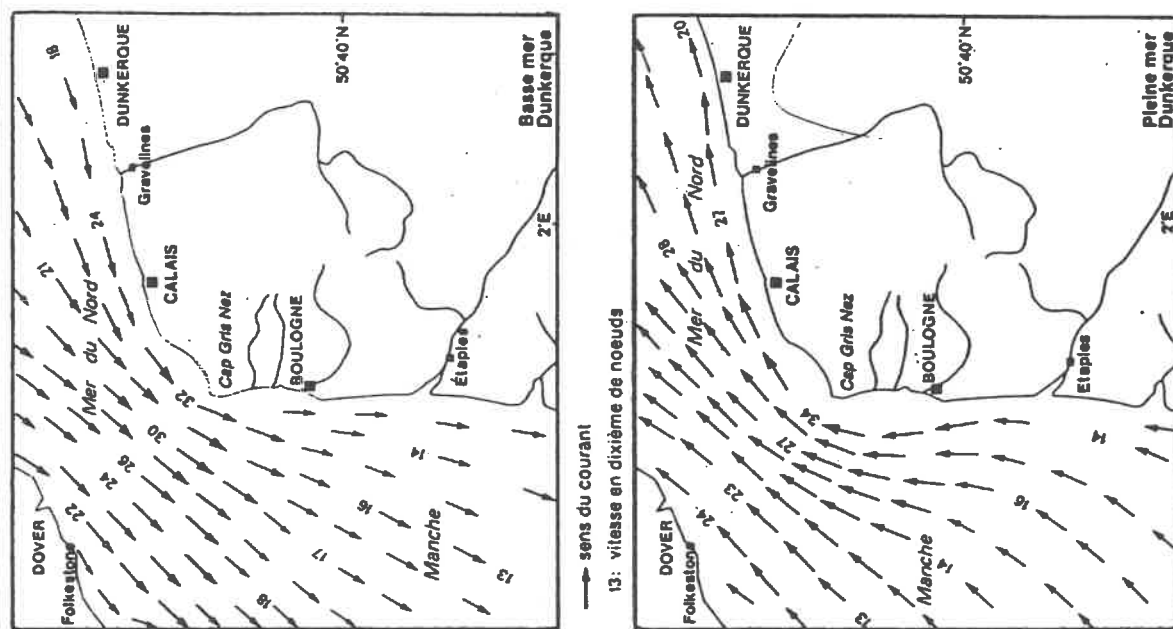 18
DUNKERQUE
50°40'N
Basse mer
Dunkerque
Gravelines
21
24
2°E
CALAIS
Mer du Nord
Cap Gris Nez
BOULOGNE
Étaples
32
30
26
24
22
DOVER
Folkestone
14
16
17
18
13
Manche
sens du courant
13: vitesse en dixième de noeuds
20
DUNKERQUE
50°40'N
Pleine mer
Dunkerque
Gravelines
28
27
2°E
CALAIS
Mer du Nord
Cap Gris Nez
BOULOGNE
Etaples
34
27
23
24
DOVER
Folkestone
14
16
14
13
Manche